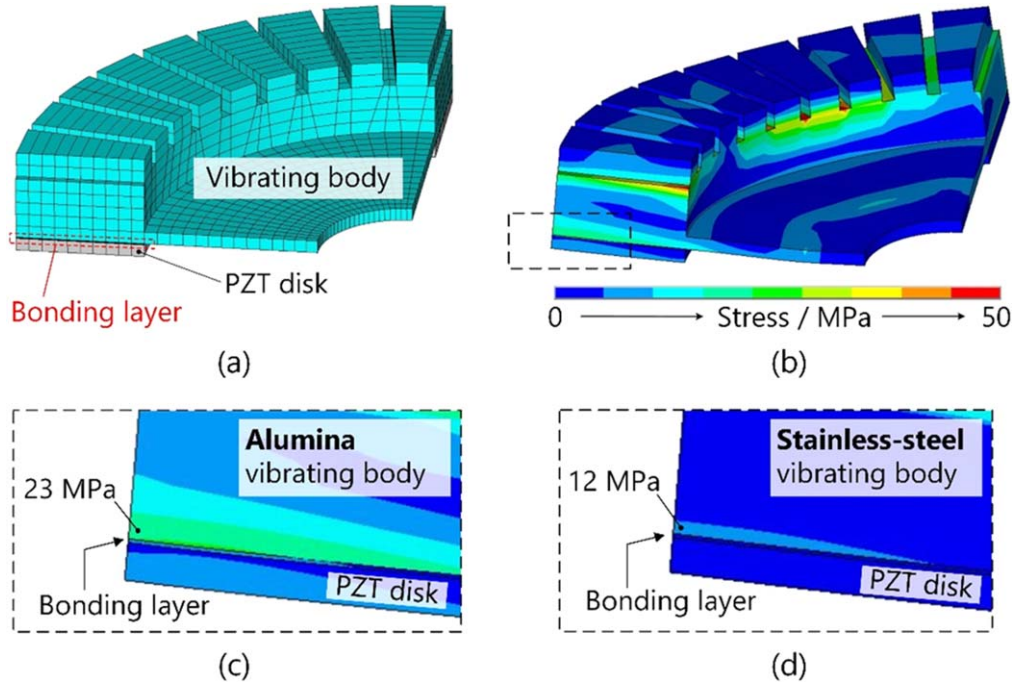 Vibrating body
PZT disk
Bonding layer
(a)
0 Stress / MPa 50
(b)
Alumina
vibrating body
23 MPa
PZT disk
Bonding layer
(c)
Stainless-steel
vibrating body
12 MPa
PZT disk
Bonding layer
(d)